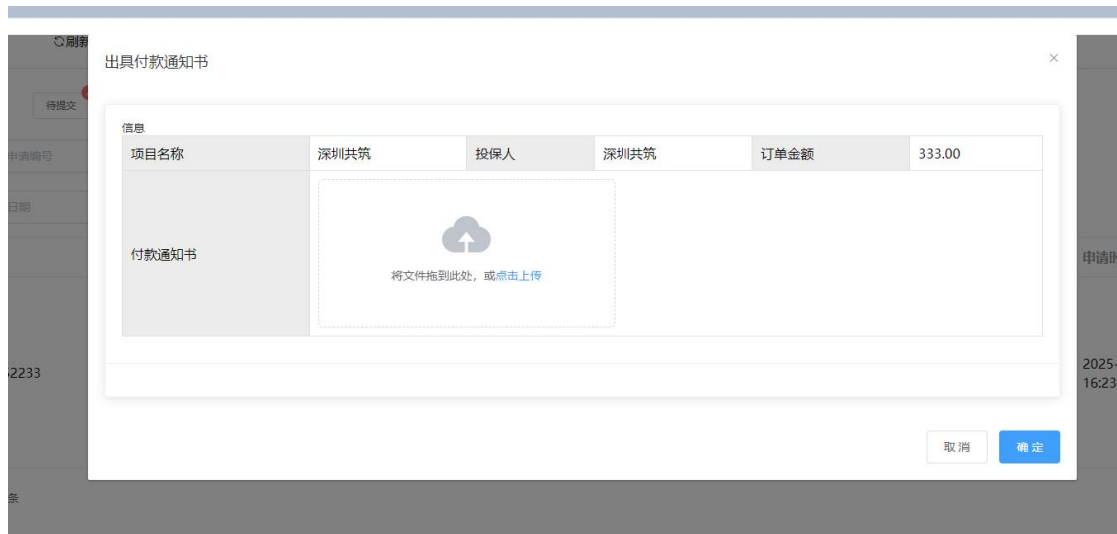 刷新
出具付款通知书
待提交
信息
项目名称 深圳共筑 投保人 深圳共筑 订单金额 333.00
申请编号
日期
付款通知书
将文件拖到此处，或点击上传
申请时
2233
2025-
16:23
取消 确定
条